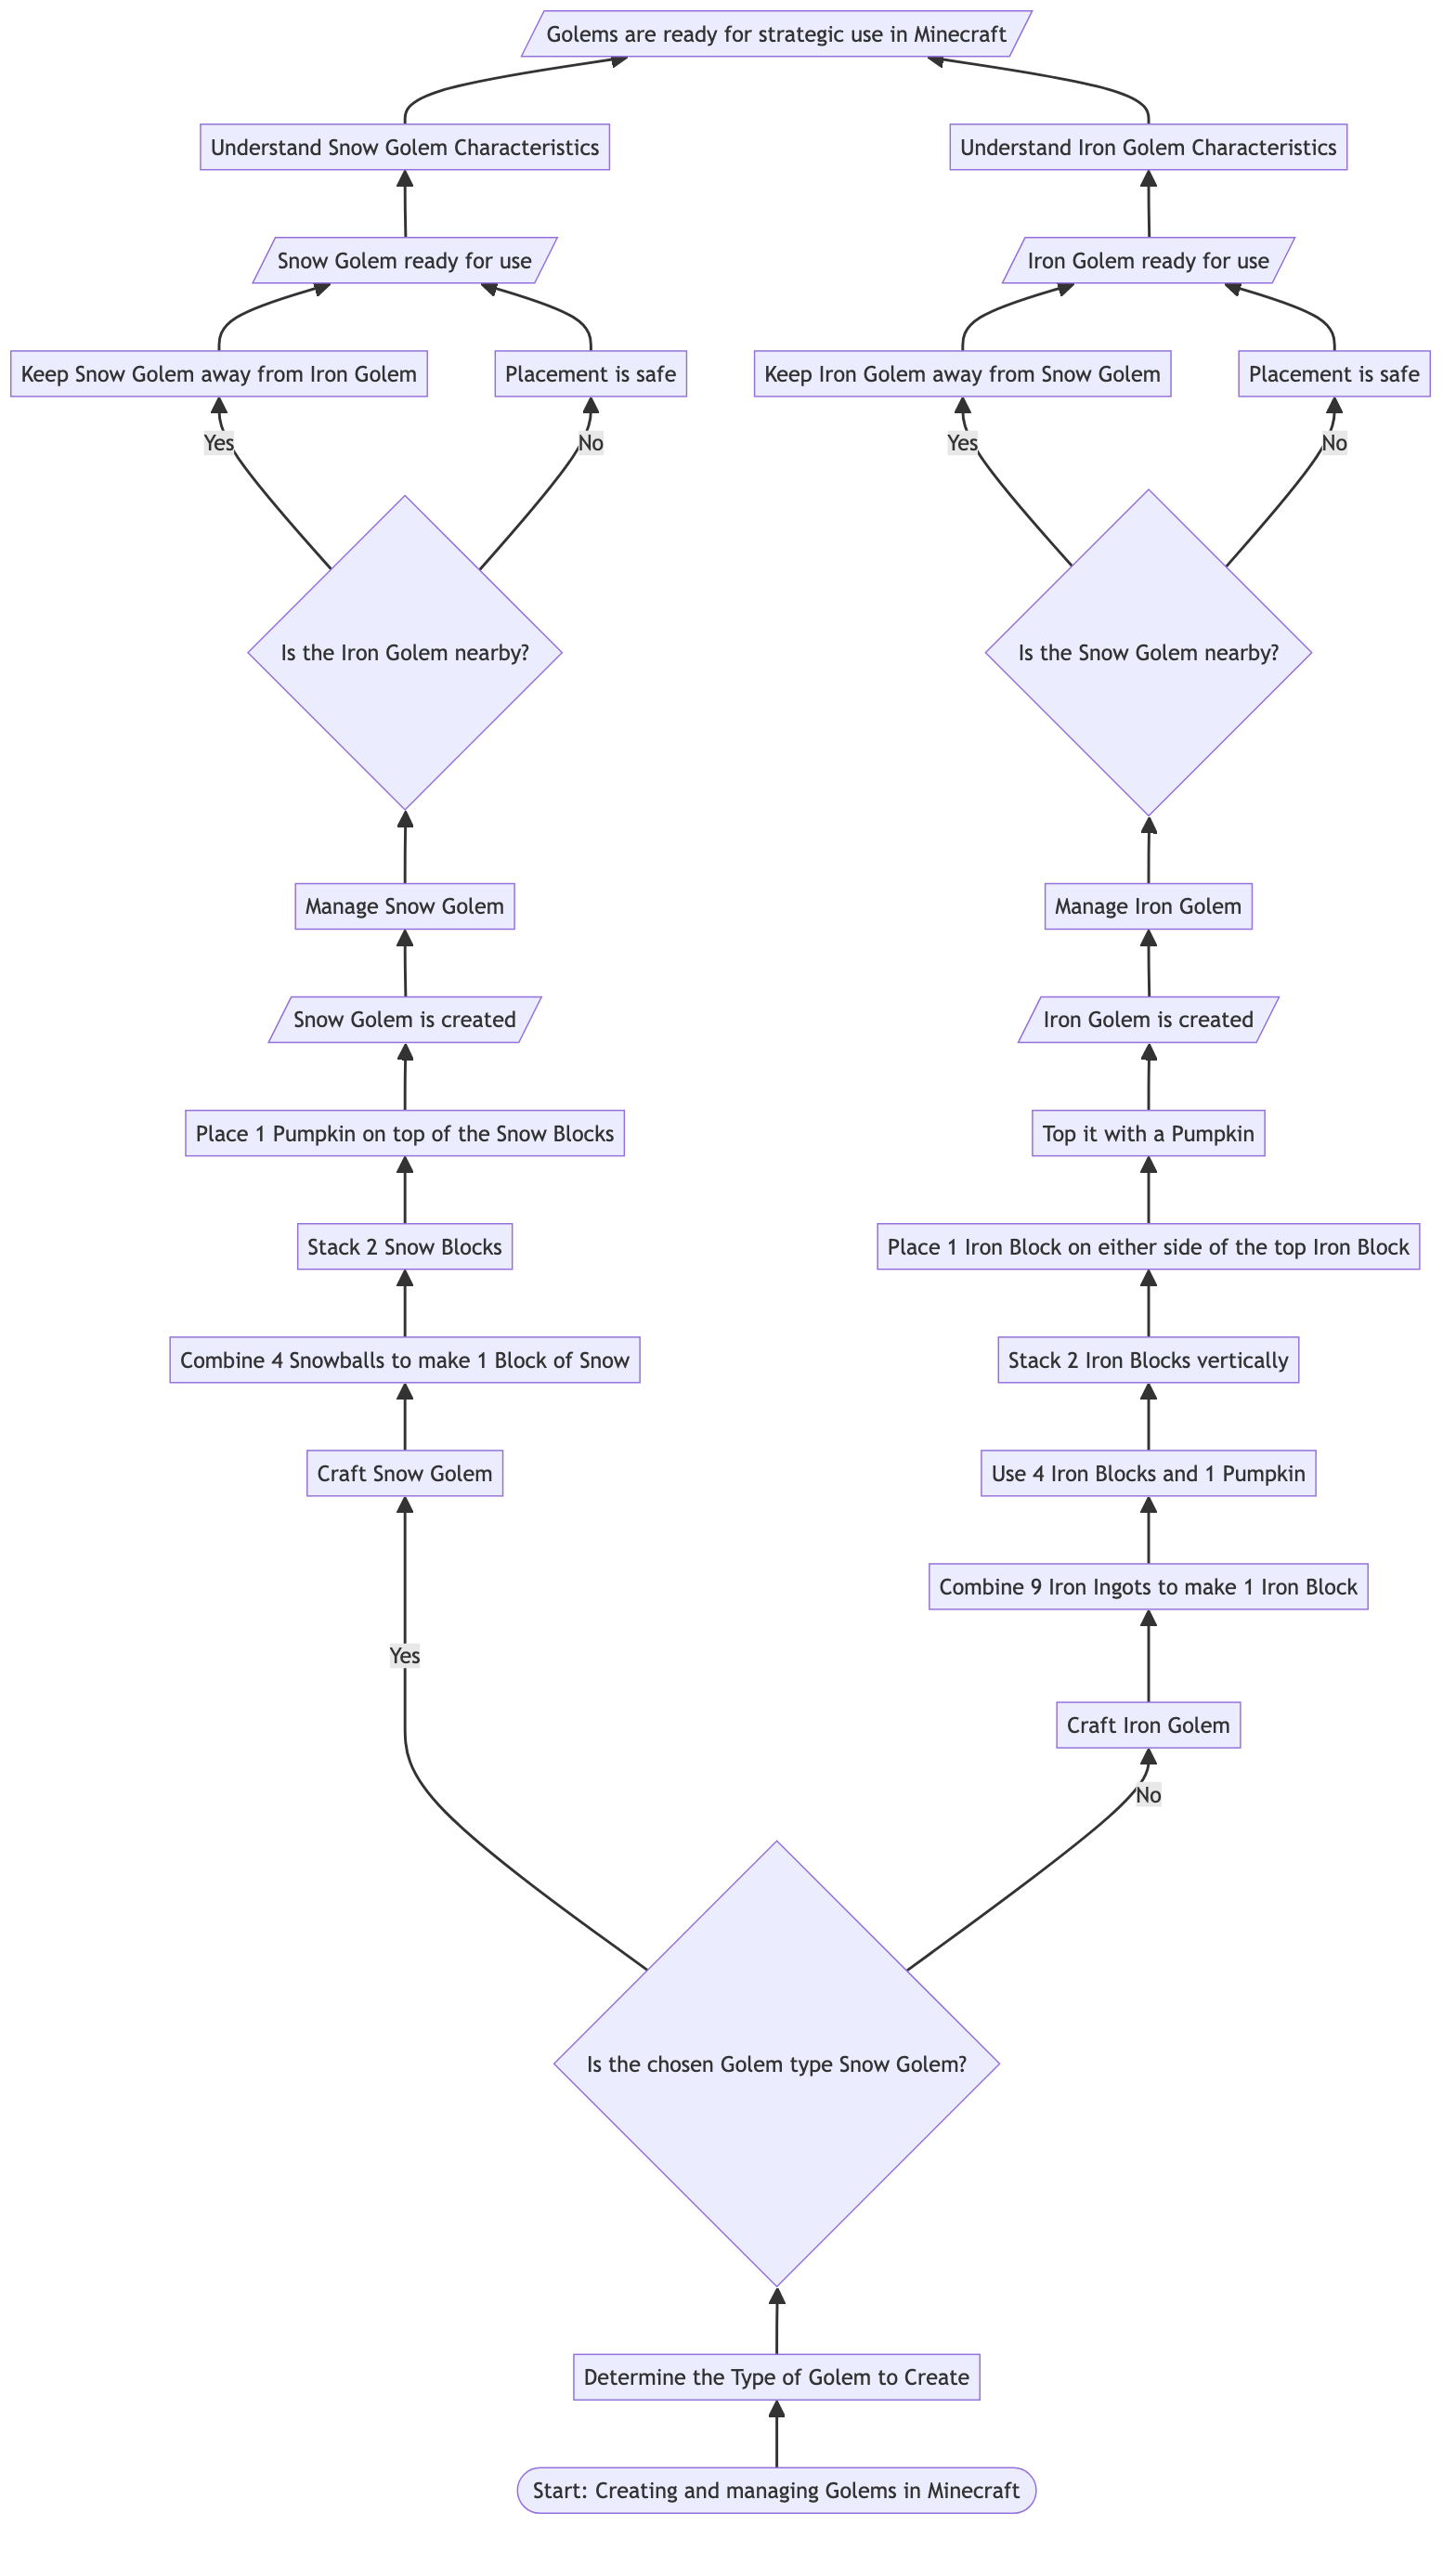 Golems are ready for strategic use in Minecraft
Understand Snow Golem Characteristics
Understand Iron Golem Characteristics
Snow Golem ready for use
Iron Golem ready for use
Keep Snow Golem away from Iron Golem
Placement is safe
Keep Iron Golem away from Snow Golem
Placement is safe
Yes
No
Yes
No
Is the Iron Golem nearby?
Is the Snow Golem nearby?
Manage Snow Golem
Manage Iron Golem
Snow Golem is created
Iron Golem is created
Place 1 Pumpkin on top of the Snow Blocks
Top it with a Pumpkin
Stack 2 Snow Blocks
Place 1 Iron Block on either side of the top Iron Block
Combine 4 Snowballs to make 1 Block of Snow
Stack 2 Iron Blocks vertically
Craft Snow Golem
Use 4 Iron Blocks and 1 Pumpkin
Combine 9 Iron Ingots to make 1 Iron Block
Yes
Craft Iron Golem
No
Is the chosen Golem type Snow Golem?
Determine the Type of Golem to Create
Start: Creating and managing Golems in Minecraft